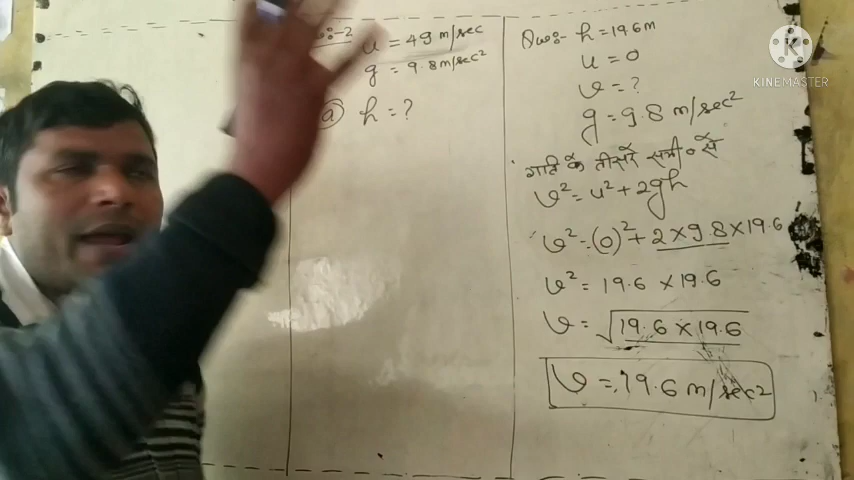 :-2
u = 49 m/sec
g = 9.8 m/sec²
ⓐ h = ?
h = 19.6m
u = 0
v = ?
g = 9.8 m/sec²
गति के तीसरे समी० से
v² = u² + 2gh
v² = (0)² + 2 × 9.8 × 19.6
v² = 19.6 × 19.6
v = √19.6 × 19.6
v = 19.6 m/sec²
K
KINEMASTER